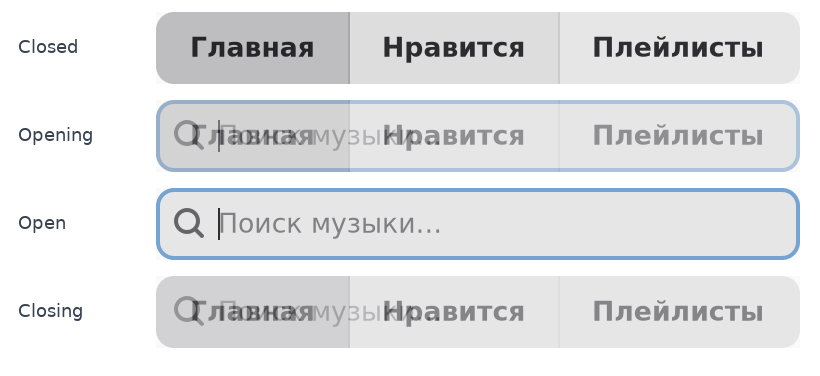 Closed Главная Нравится Плейлисты
Opening Главная Поиск музыки... Нравится Плейлисты
Open Поиск музыки...
Closing Главная Поиск музыки... Нравится Плейлисты